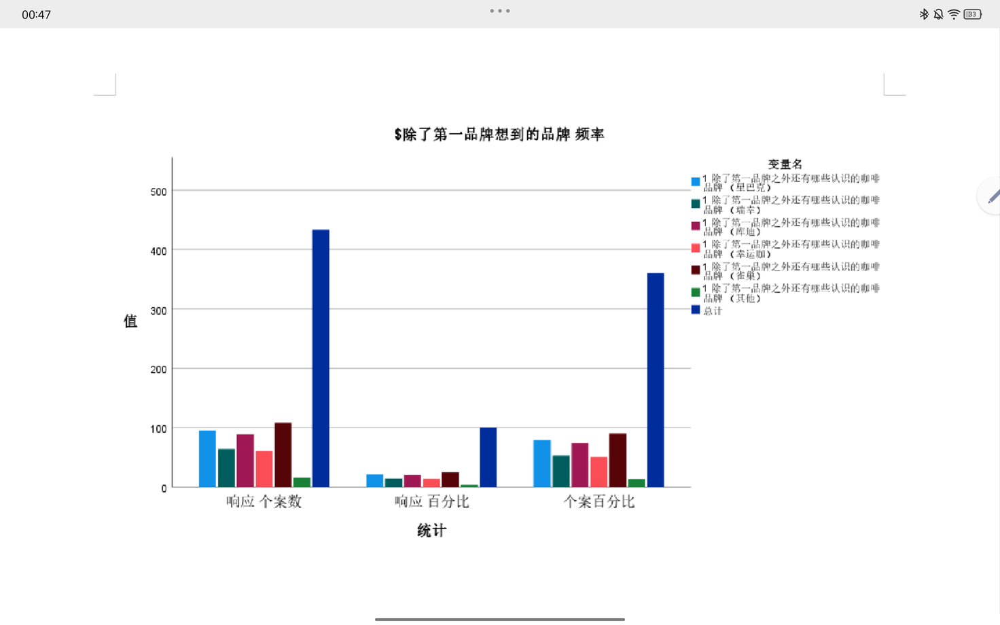 00:47
33
$除了第一品牌想到的品牌 频率
变量名
1 除了第一品牌之外还有哪些认识的咖啡
品牌（星巴克）
1 除了第一品牌之外还有哪些认识的咖啡
品牌（瑞幸）
1 除了第一品牌之外还有哪些认识的咖啡
品牌（库迪）
1 除了第一品牌之外还有哪些认识的咖啡
品牌（幸运咖）
1 除了第一品牌之外还有哪些认识的咖啡
品牌（雀巢）
1 除了第一品牌之外还有哪些认识的咖啡
品牌（其他）
总计
值
500
400
300
200
100
0
响应 个案数
响应 百分比
个案百分比
统计